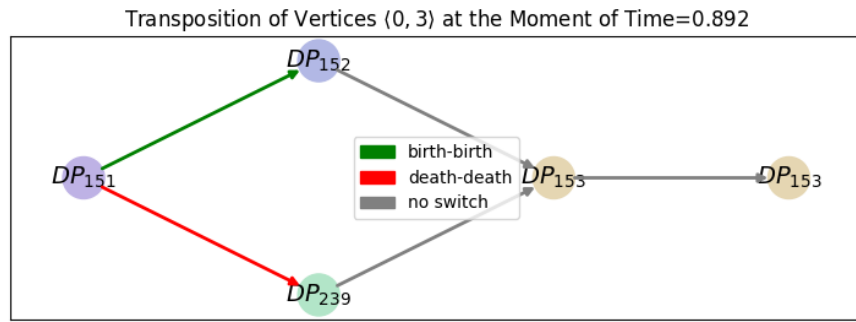 Transposition of Vertices ⟨0, 3⟩ at the Moment of Time=0.892
DP₁₅₂
birth-birth
death-death
no switch
DP₁₅₁
DP₁₅₃
DP₁₅₃
DP₂₃₉